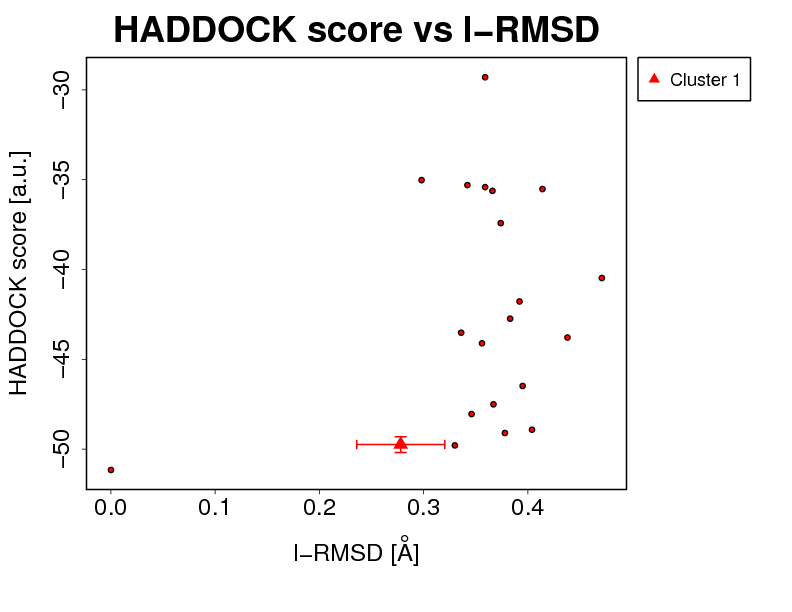 HADDOCK score vs l−RMSD
Cluster 1
HADDOCK score [a.u.]
−30
−35
−40
−45
−50
0.0 0.1 0.2 0.3 0.4
l−RMSD [Å]